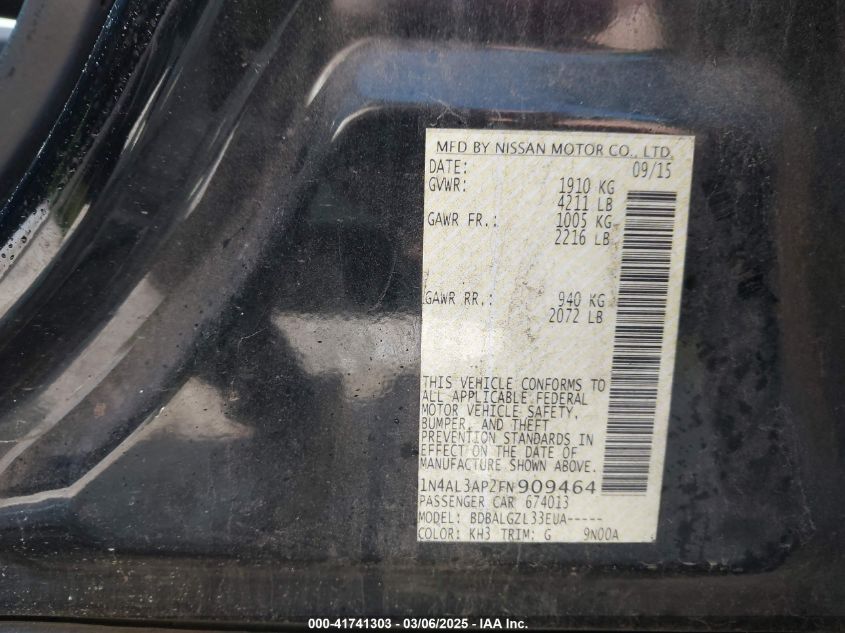 MFD BY NISSAN MOTOR CO., LTD.
DATE: 09/15
GVWR: 1910 KG
4211 LB
GAWR FR.: 1005 KG
2216 LB
GAWR RR.: 940 KG
2072 LB
THIS VEHICLE CONFORMS TO
ALL APPLICABLE FEDERAL
MOTOR VEHICLE SAFETY,
BUMPER, AND THEFT
PREVENTION STANDARDS IN
EFFECT ON THE DATE OF
MANUFACTURE SHOWN ABOVE.
1N4AL3AP2FN909464
PASSENGER CAR 674013
MODEL: BDBALGZL33EUA-----
COLOR: KH3 TRIM: G 9N00A
000-41741303 - 03/06/2025 - © IAA, Inc.